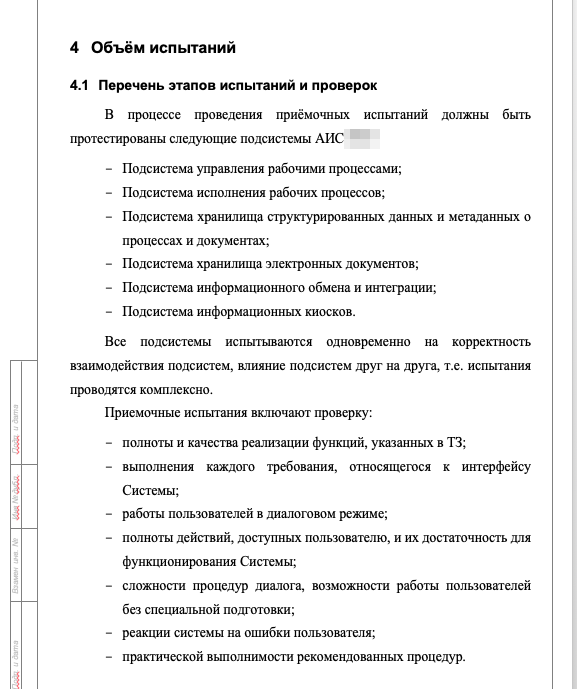 4 Объём испытаний
4.1 Перечень этапов испытаний и проверок
В процессе проведения приёмочных испытаний должны быть
протестированы следующие подсистемы АИС
– Подсистема управления рабочими процессами;
– Подсистема исполнения рабочих процессов;
– Подсистема хранилища структурированных данных и метаданных о
процессах и документах;
– Подсистема хранилища электронных документов;
– Подсистема информационного обмена и интеграции;
– Подсистема информационных киосков.
Все подсистемы испытываются одновременно на корректность
взаимодействия подсистем, влияние подсистем друг на друга, т.е. испытания
проводятся комплексно.
Приемочные испытания включают проверку:
– полноты и качества реализации функций, указанных в ТЗ;
– выполнения каждого требования, относящегося к интерфейсу
Системы;
– работы пользователей в диалоговом режиме;
– полноты действий, доступных пользователю, и их достаточность для
функционирования Системы;
– сложности процедур диалога, возможности работы пользователей
без специальной подготовки;
– реакции системы на ошибки пользователя;
– практической выполнимости рекомендованных процедур.
Подп. и дата
Инв № дубл.
Взамен инв. №
Подп. и дата